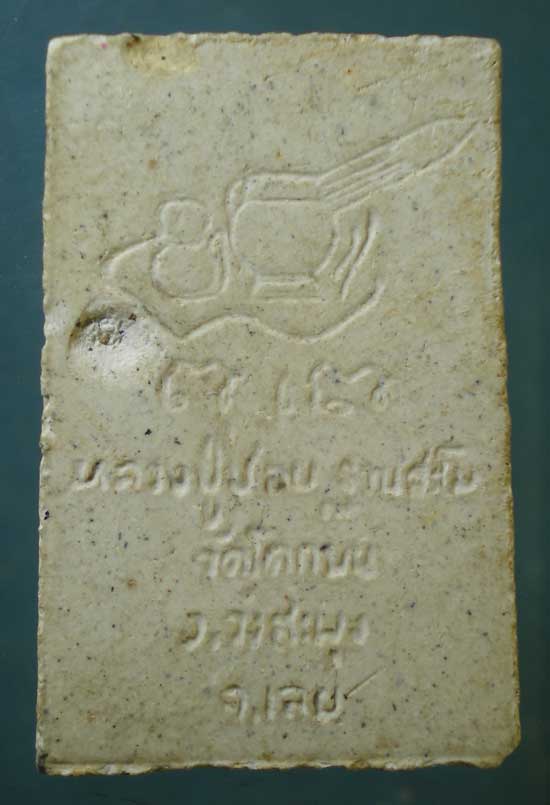 หลวงปู่ชอบ ฐานสโม
วัดโคกมน
อ.วังสะพุง
จ.เลย